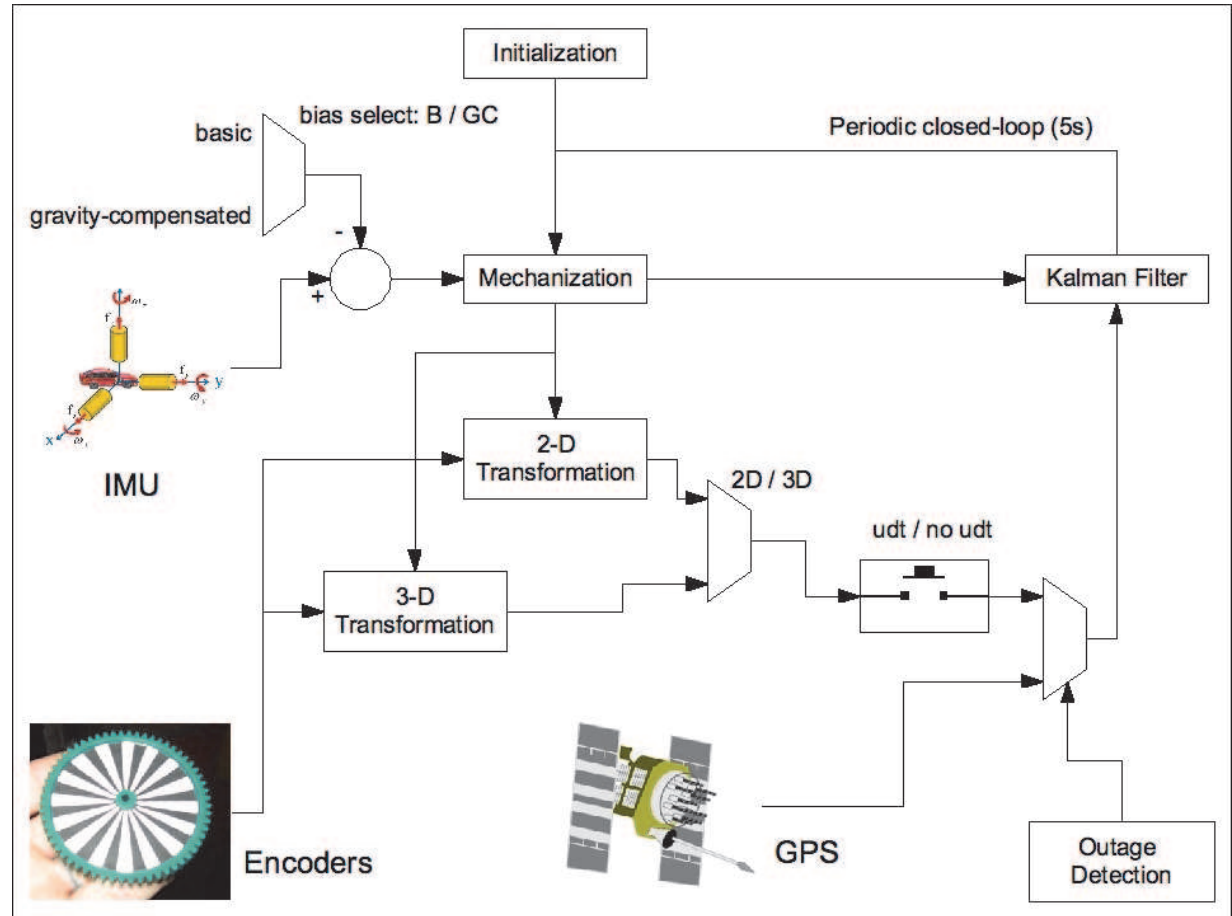 Initialization
bias select: B / GC
basic
Periodic closed-loop (5s)
gravity-compensated
-
Mechanization
Kalman Filter
+
f
y
x
IMU
2-D
Transformation
2D / 3D
udt / no udt
3-D
Transformation
Encoders
GPS
Outage
Detection